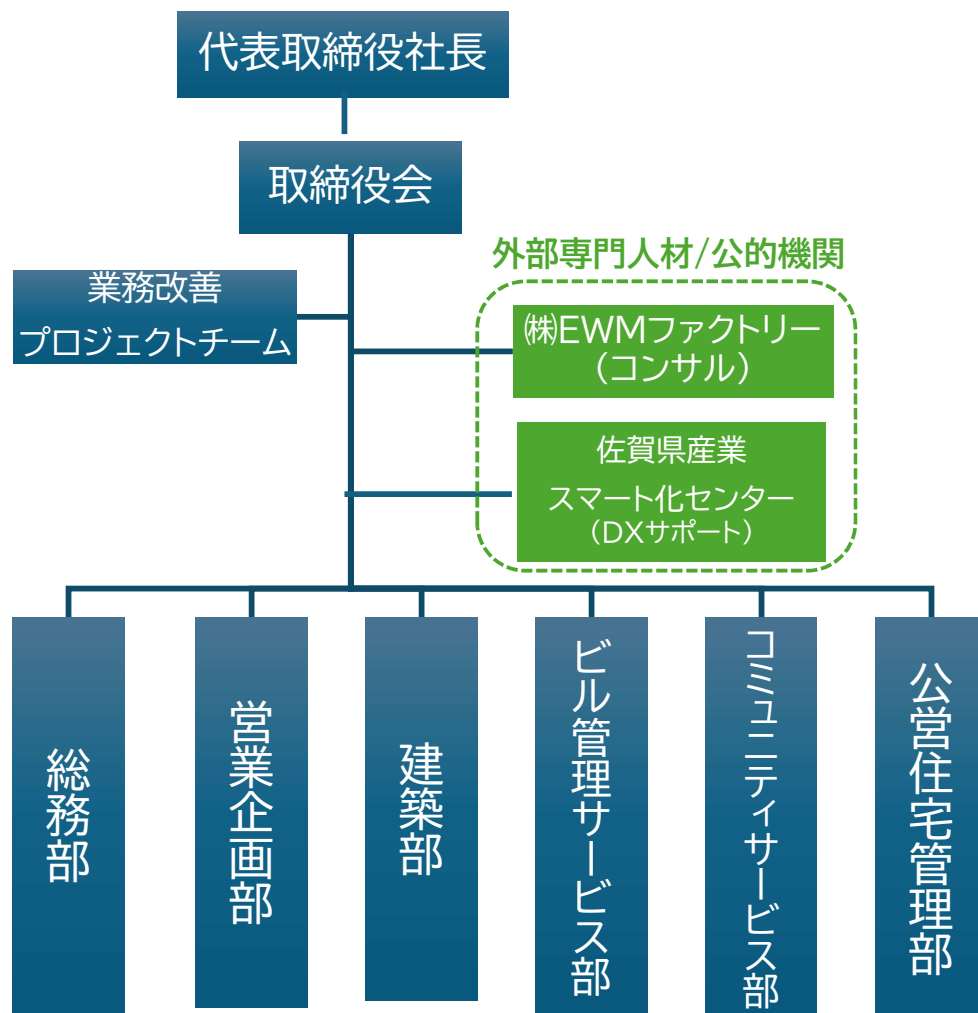 代表取締役社長
取締役会
外部専門人材/公的機関
業務改善
プロジェクトチーム
㈱EWMファクトリー
(コンサル)
佐賀県産業
スマート化センター
(DXサポート)
総務部
営業企画部
建築部
ビル管理サービス部
コミュニティサービス部
公営住宅管理部